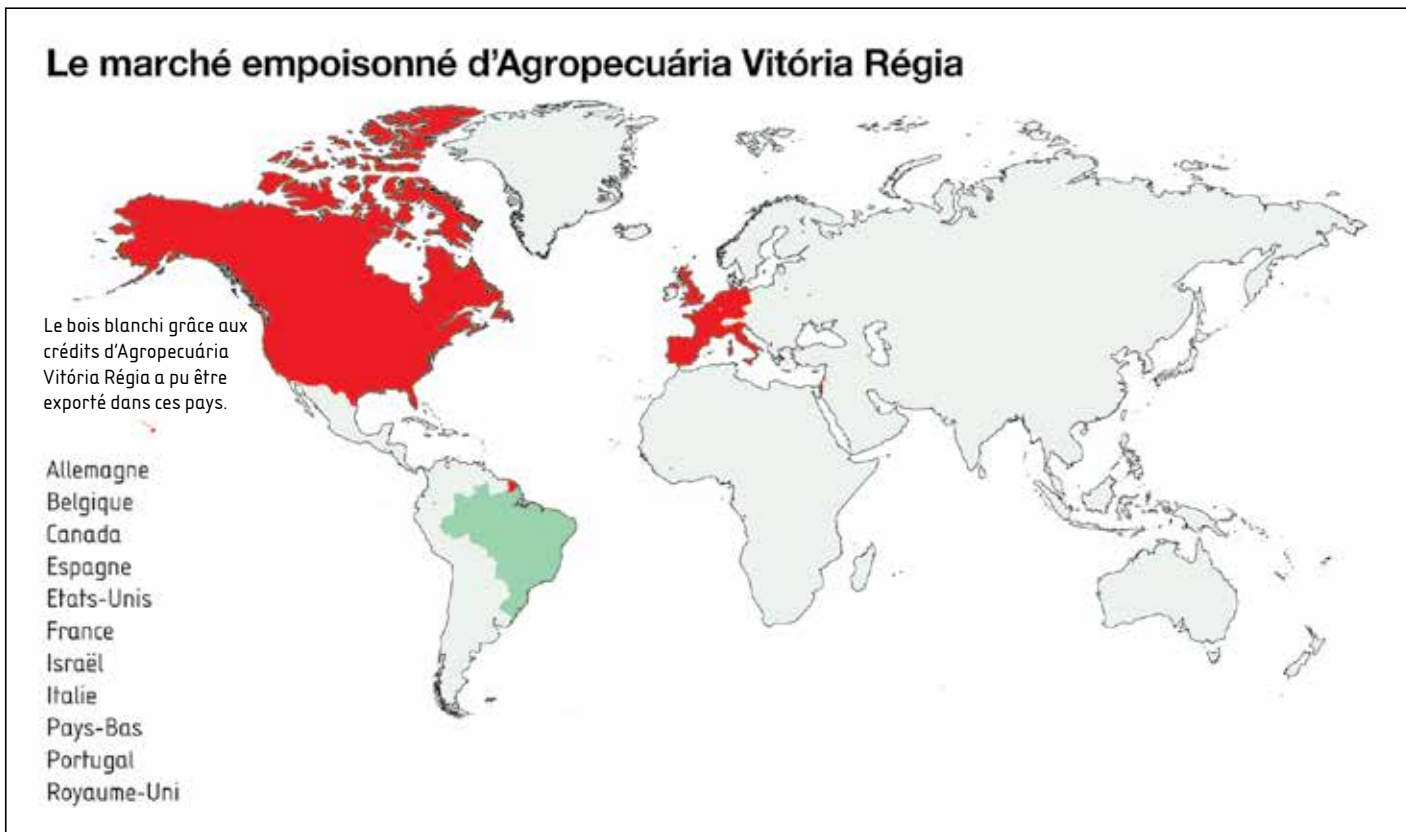 Le marché empoisonné d'Agropecuária Vitória Régia
Le bois blanchi grâce aux
crédits d'Agropecuária
Vitória Régia a pu être
exporté dans ces pays.
Allemagne
Belgique
Canada
Espagne
Etats-Unis
France
Israël
Italie
Pays-Bas
Portugal
Royaume-Uni